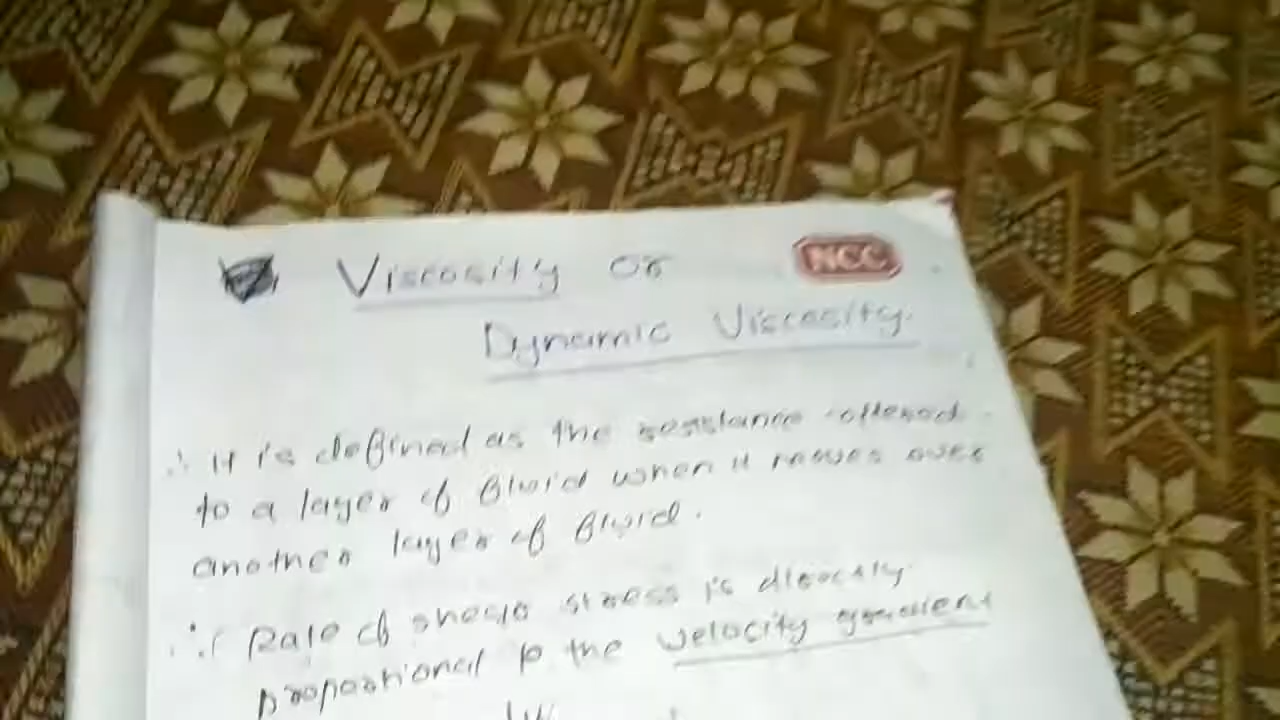 Viscosity or
NCC
Dynamic Viscosity.
∴ It is defined as the resistance offered
to a layer of fluid when it moves over
another layer of fluid.
∴ Rate of shear stress is directly
proportional to the velocity gradient